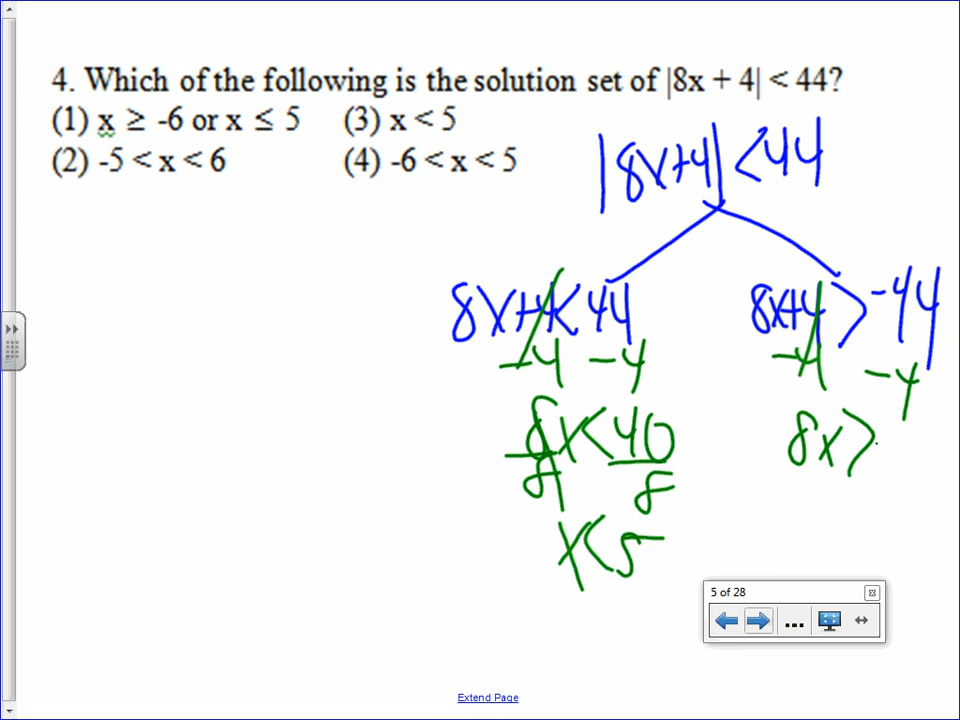 4. Which of the following is the solution set of |8x + 4| < 44?
(1) x ≥ -6 or x ≤ 5 (3) x < 5
(2) -5 < x < 6 (4) -6 < x < 5
|8x+4| < 44
8x+4 < 44 8x+4 > -44
-4 -4 -4 -4
8x < 40 8x >
8 8
x < 5
5 of 28
...
Extend Page